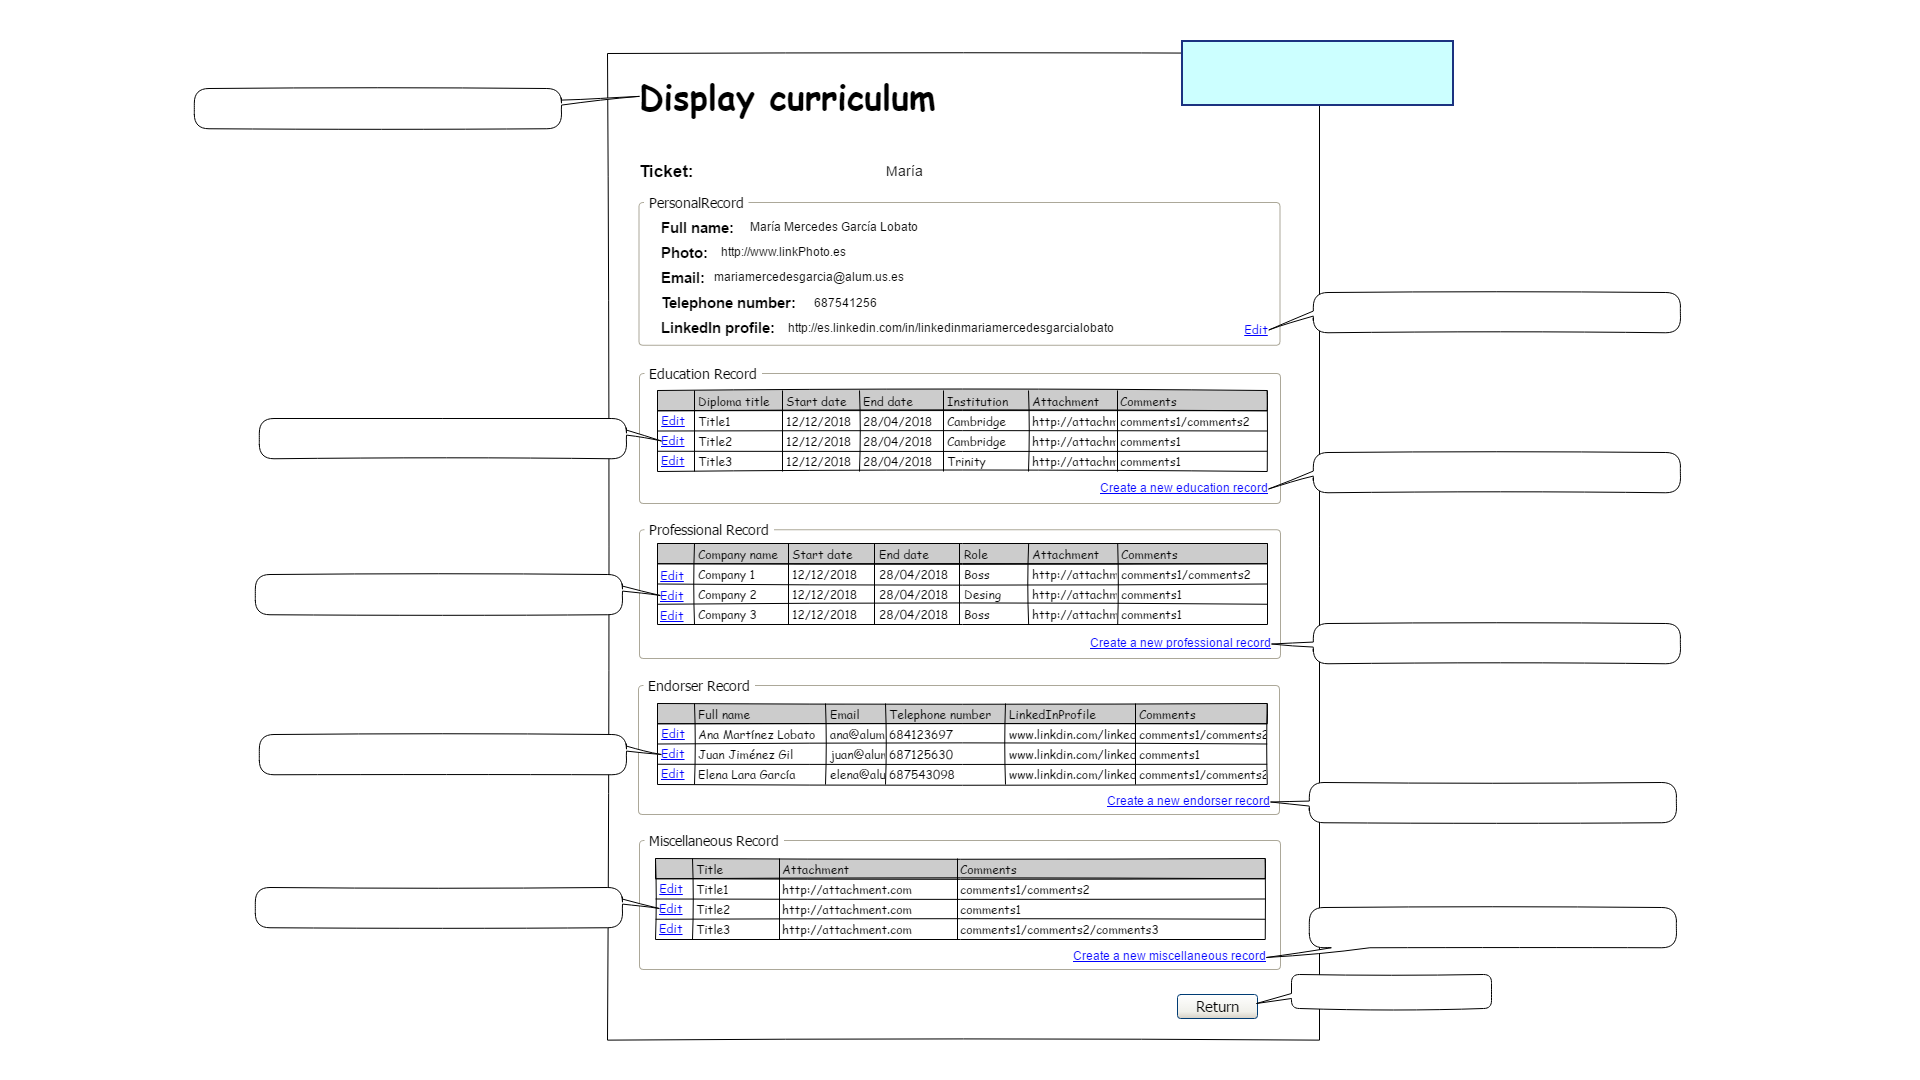 Display curriculum
Ticket: María
PersonalRecord
Full name: María Mercedes García Lobato
Photo: http://www.linkPhoto.es
Email: mariamercedesgarcia@alum.us.es
Telephone number: 687541256
LinkedIn profile: http://es.linkedin.com/in/linkedinmariamercedesgarcialobato
Edit
Education Record
Diploma title Start date End date Institution Attachment Comments
Edit Title1 12/12/2018 28/04/2018 Cambridge http://attachm comments1/comments2
Edit Title2 12/12/2018 28/04/2018 Cambridge http://attachm comments1
Edit Title3 12/12/2018 28/04/2018 Trinity http://attachm comments1
Create a new education record
Professional Record
Company name Start date End date Role Attachment Comments
Edit Company 1 12/12/2018 28/04/2018 Boss http://attachm comments1/comments2
Edit Company 2 12/12/2018 28/04/2018 Desing http://attachm comments1
Edit Company 3 12/12/2018 28/04/2018 Boss http://attachm comments1
Create a new professional record
Endorser Record
Full name Email Telephone number LinkedInProfile Comments
Edit Ana Martínez Lobato ana@alum 684123697 www.linkdin.com/linked comments1/comments2
Edit Juan Jiménez Gil juan@alum 687125630 www.linkdin.com/linked comments1
Edit Elena Lara García elena@alu 687543098 www.linkdin.com/linked comments1/comments2
Create a new endorser record
Miscellaneous Record
Title Attachment Comments
Edit Title1 http://attachment.com comments1/comments2
Edit Title2 http://attachment.com comments1
Edit Title3 http://attachment.com comments1/comments2/comments3
Create a new miscellaneous record
Return